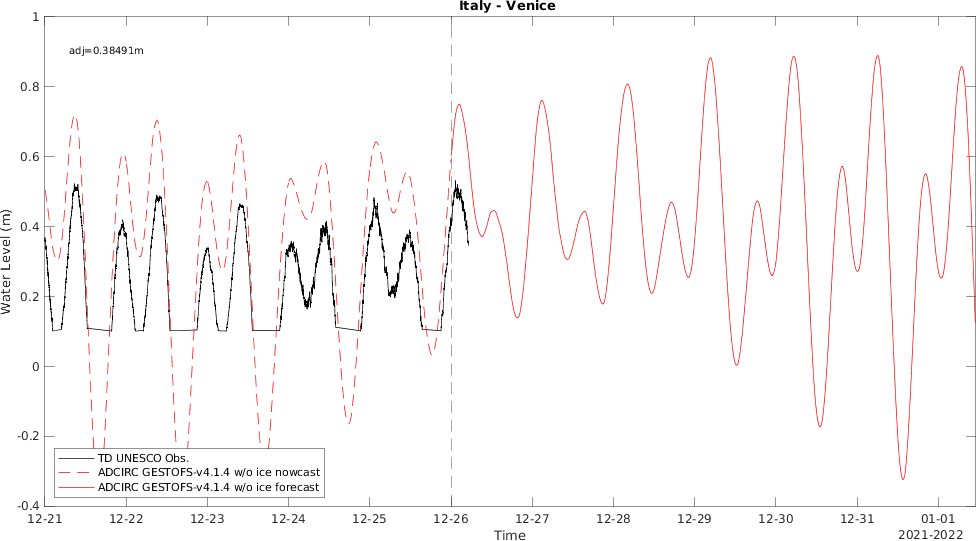 Italy - Venice
adj=0.38491m
Water Level (m)
1
0.8
0.6
0.4
0.2
0
-0.2
-0.4
TD UNESCO Obs.
ADCIRC GESTOFS-v4.1.4 w/o ice nowcast
ADCIRC GESTOFS-v4.1.4 w/o ice forecast
12-21 12-22 12-23 12-24 12-25 12-26 12-27 12-28 12-29 12-30 12-31 01-01
Time
2021-2022